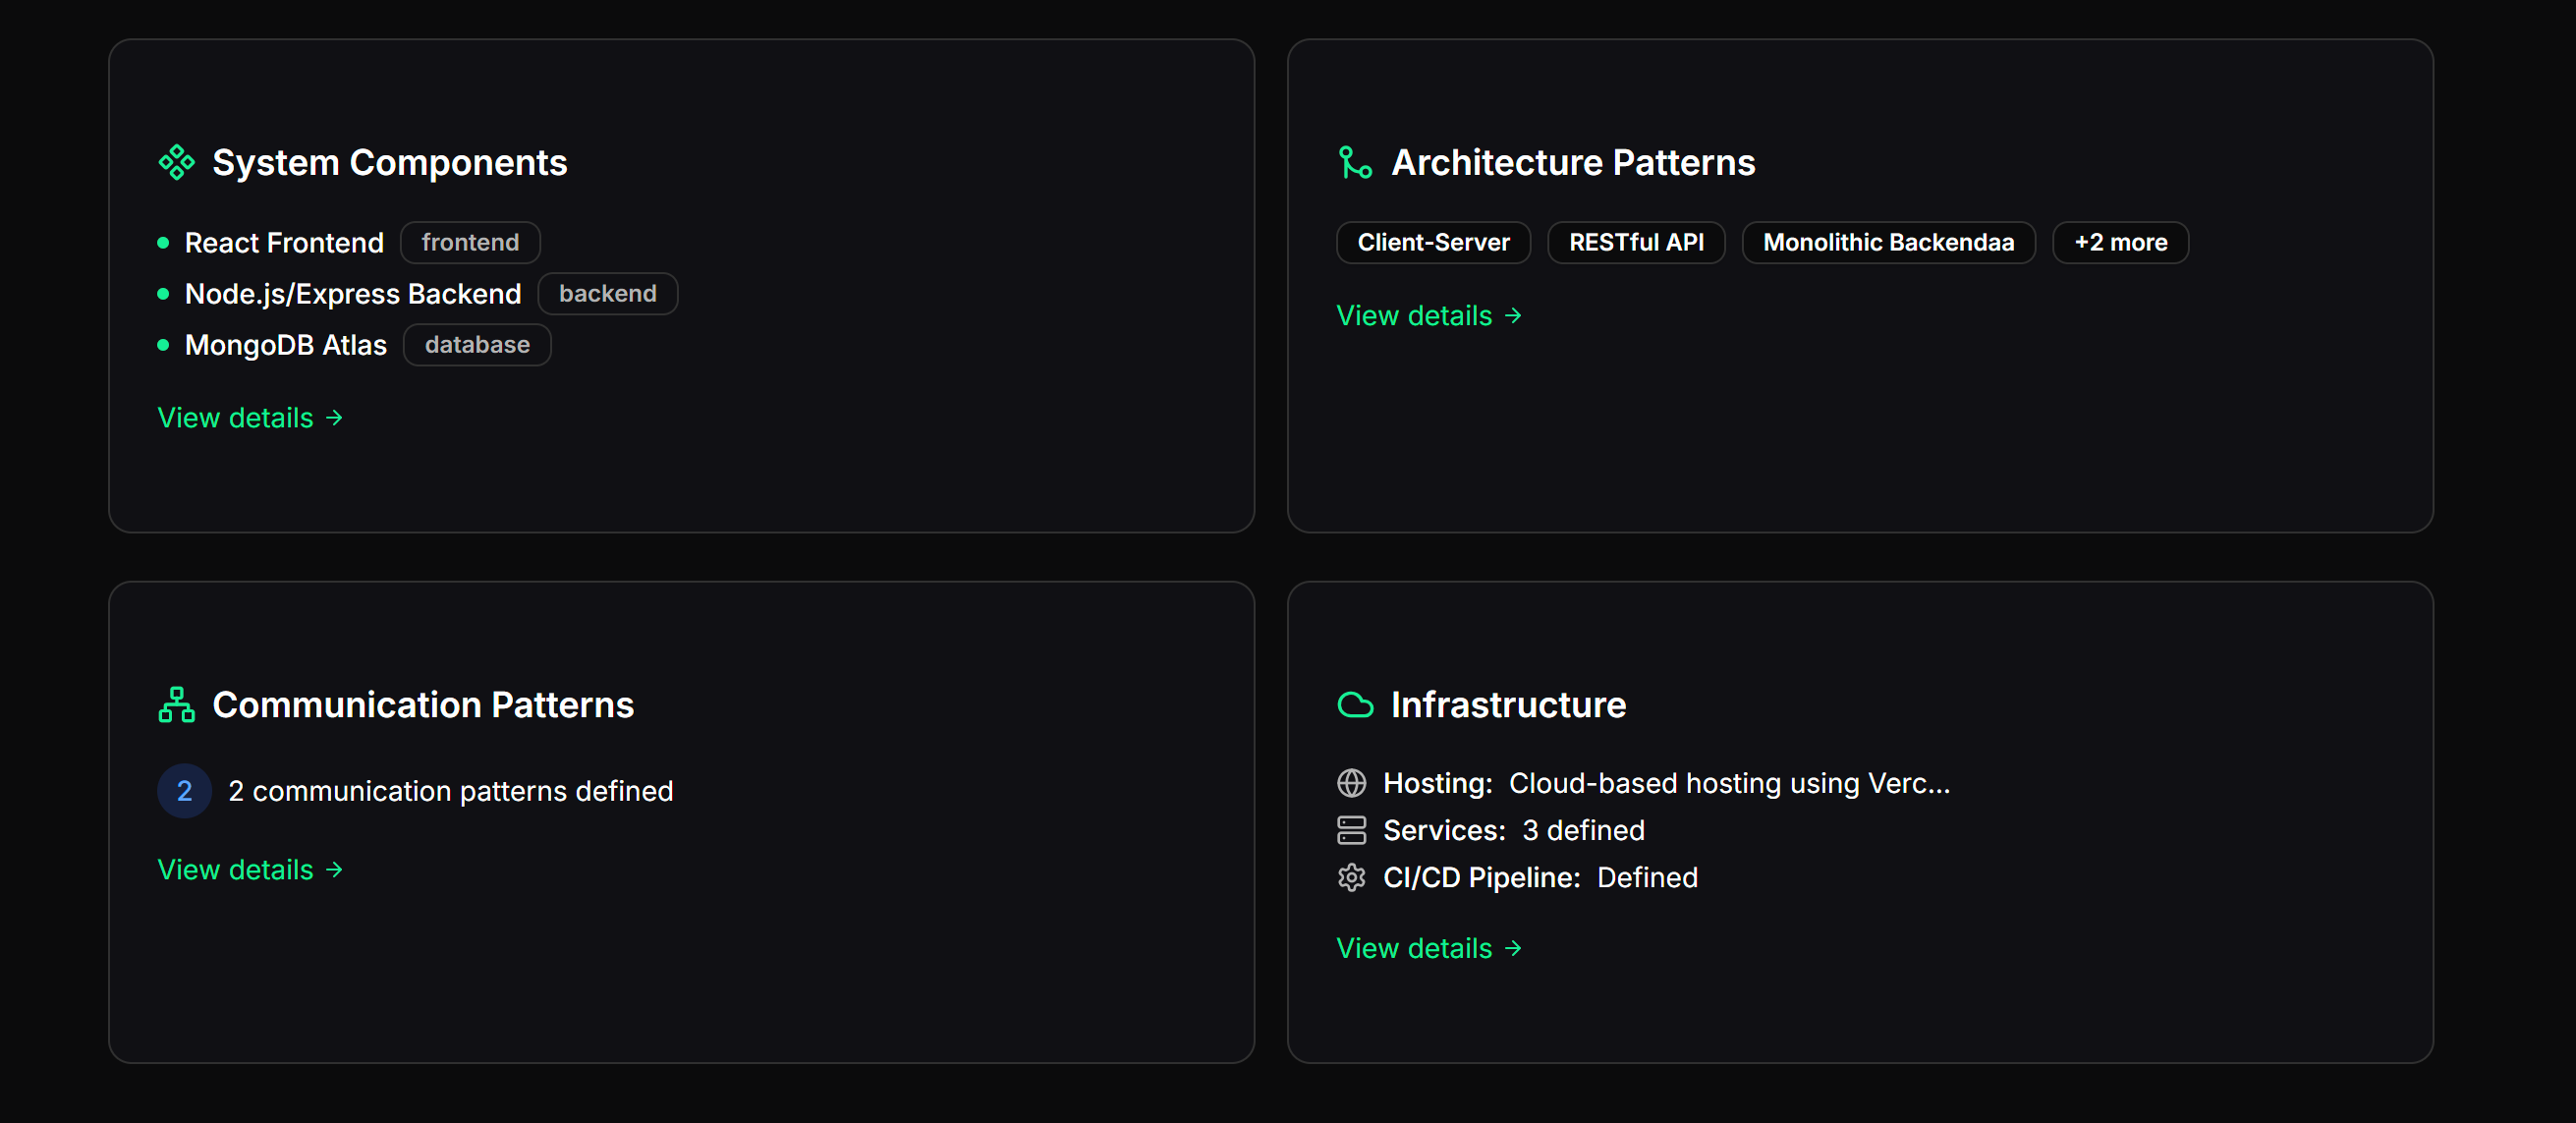 System Components
React Frontend frontend
Node.js/Express Backend backend
MongoDB Atlas database
View details →
Architecture Patterns
Client-Server RESTful API Monolithic Backendaa +2 more
View details →
Communication Patterns
2 2 communication patterns defined
View details →
Infrastructure
Hosting: Cloud-based hosting using Verc...
Services: 3 defined
CI/CD Pipeline: Defined
View details →